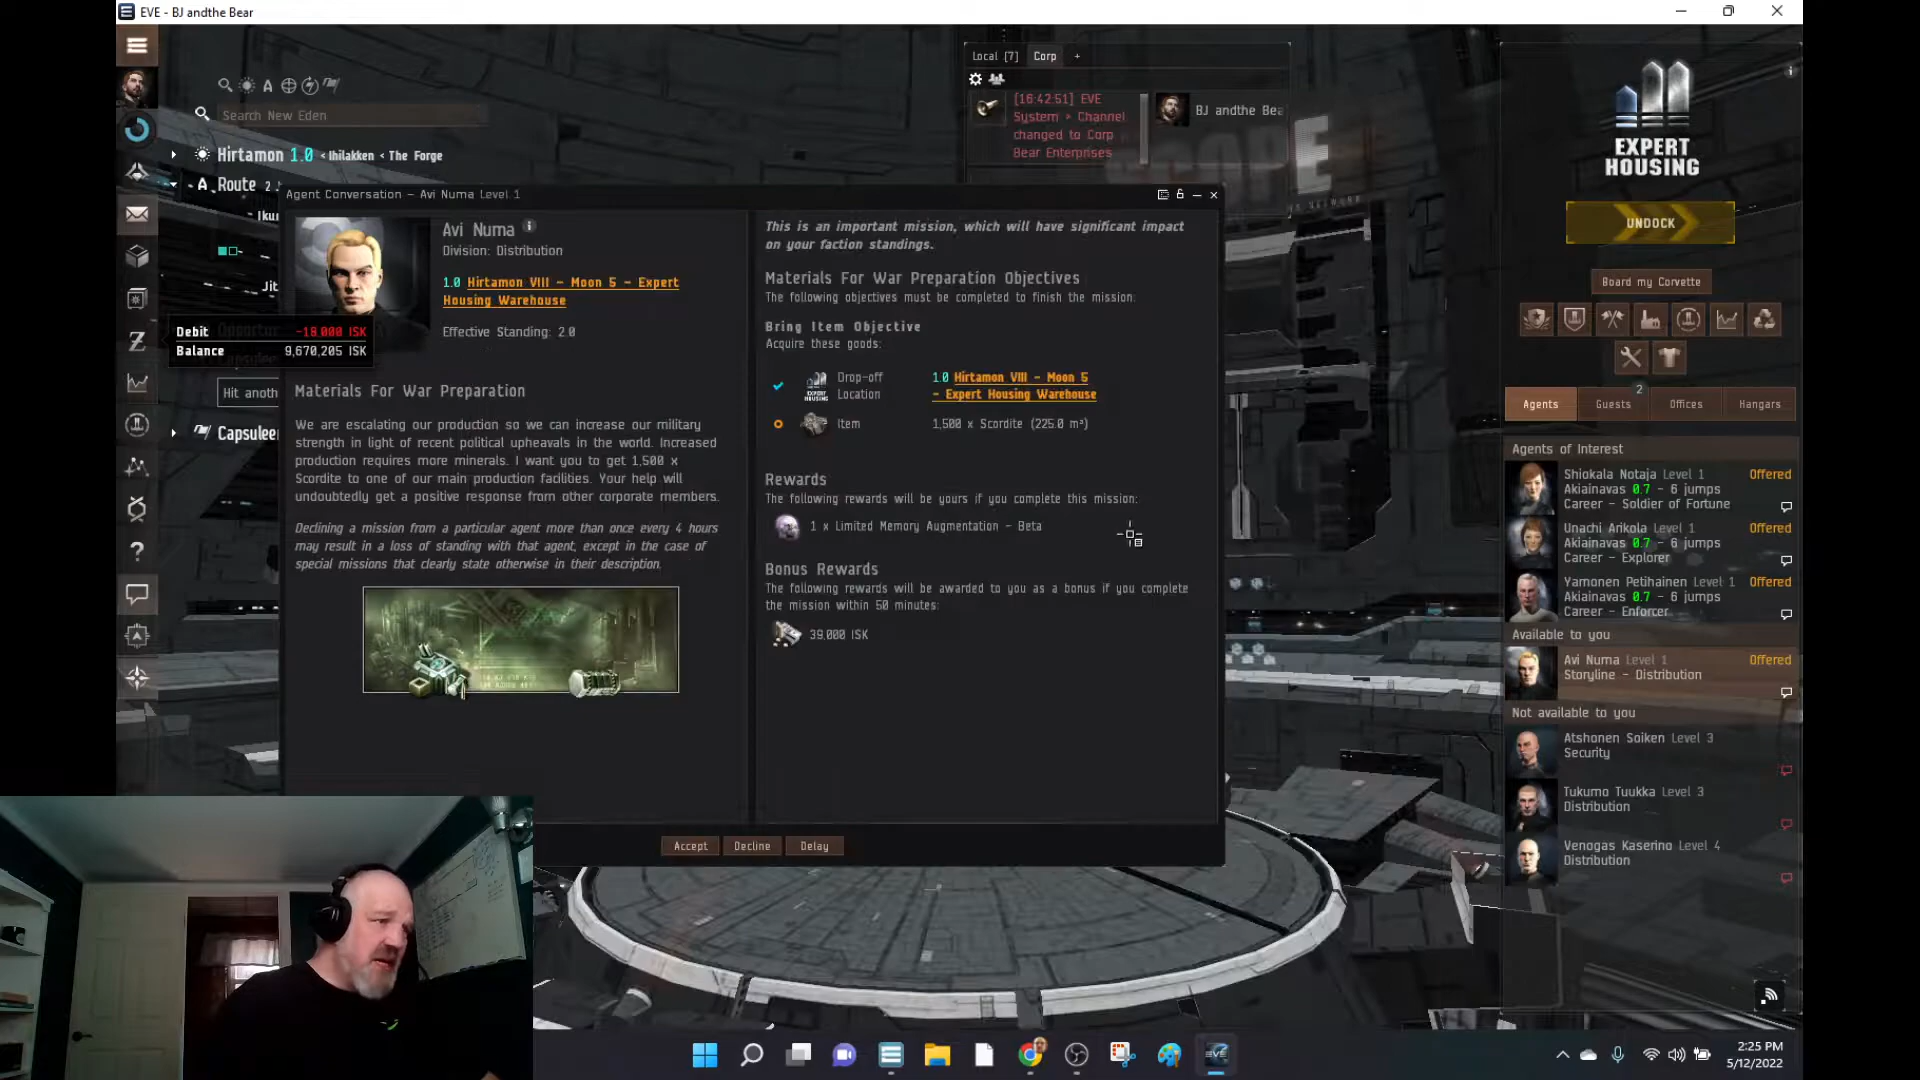 EVE - BJ andthe Bear
Search New Eden
Hirtamon 1.0 < Ihilakken < The Forge
Route 2
Iku
Jit
Debit -18,000 ISK
Balance 9,670,205 ISK
Hit anoth
Capsuleer
Local [7] Corp +
[16:42:51] EVE
System > Channel
changed to Corp
Bear Enterprises
BJ andthe Bea
Agent Conversation - Avi Numa Level 1
Avi Numa
Division: Distribution
1.0 Hirtamon VIII - Moon 5 - Expert
Housing Warehouse
Effective Standing: 2.0
Materials For War Preparation
We are escalating our production so we can increase our military
strength in light of recent political upheavals in the world. Increased
production requires more minerals. I want you to get 1,500 x
Scordite to one of our main production facilities. Your help will
undoubtedly get a positive response from other corporate members.
Declining a mission from a particular agent more than once every 4 hours
may result in a loss of standing with that agent, except in the case of
special missions that clearly state otherwise in their description.
This is an important mission, which will have significant impact
on your faction standings.
Materials For War Preparation Objectives
The following objectives must be completed to finish the mission:
Bring Item Objective
Acquire these goods:
Drop-off
Location
1.0 Hirtamon VIII - Moon 5
- Expert Housing Warehouse
Item
1,500 x Scordite (225.0 m³)
Rewards
The following rewards will be yours if you complete this mission:
1 x Limited Memory Augmentation - Beta
Bonus Rewards
The following rewards will be awarded to you as a bonus if you complete
the mission within 50 minutes:
39,000 ISK
Accept
Decline
Delay
EXPERT
HOUSING
UNDOCK
Board my Corvette
2
Agents
Guests
Offices
Hangars
Agents of Interest
Shiokala Notaja Level 1 Offered
Akiainavas 0.7 - 6 jumps
Career - Soldier of Fortune
Unachi Arikola Level 1 Offered
Akiainavas 0.7 - 6 jumps
Career - Explorer
Yamonen Petihainen Level 1 Offered
Akiainavas 0.7 - 6 jumps
Career - Enforcer
Available to you
Avi Numa Level 1 Offered
Storyline - Distribution
Not available to you
Atshonen Saiken Level 3
Security
Tukumo Tuukka Level 3
Distribution
Venogas Kaserino Level 4
Distribution
2:25 PM
5/12/2022